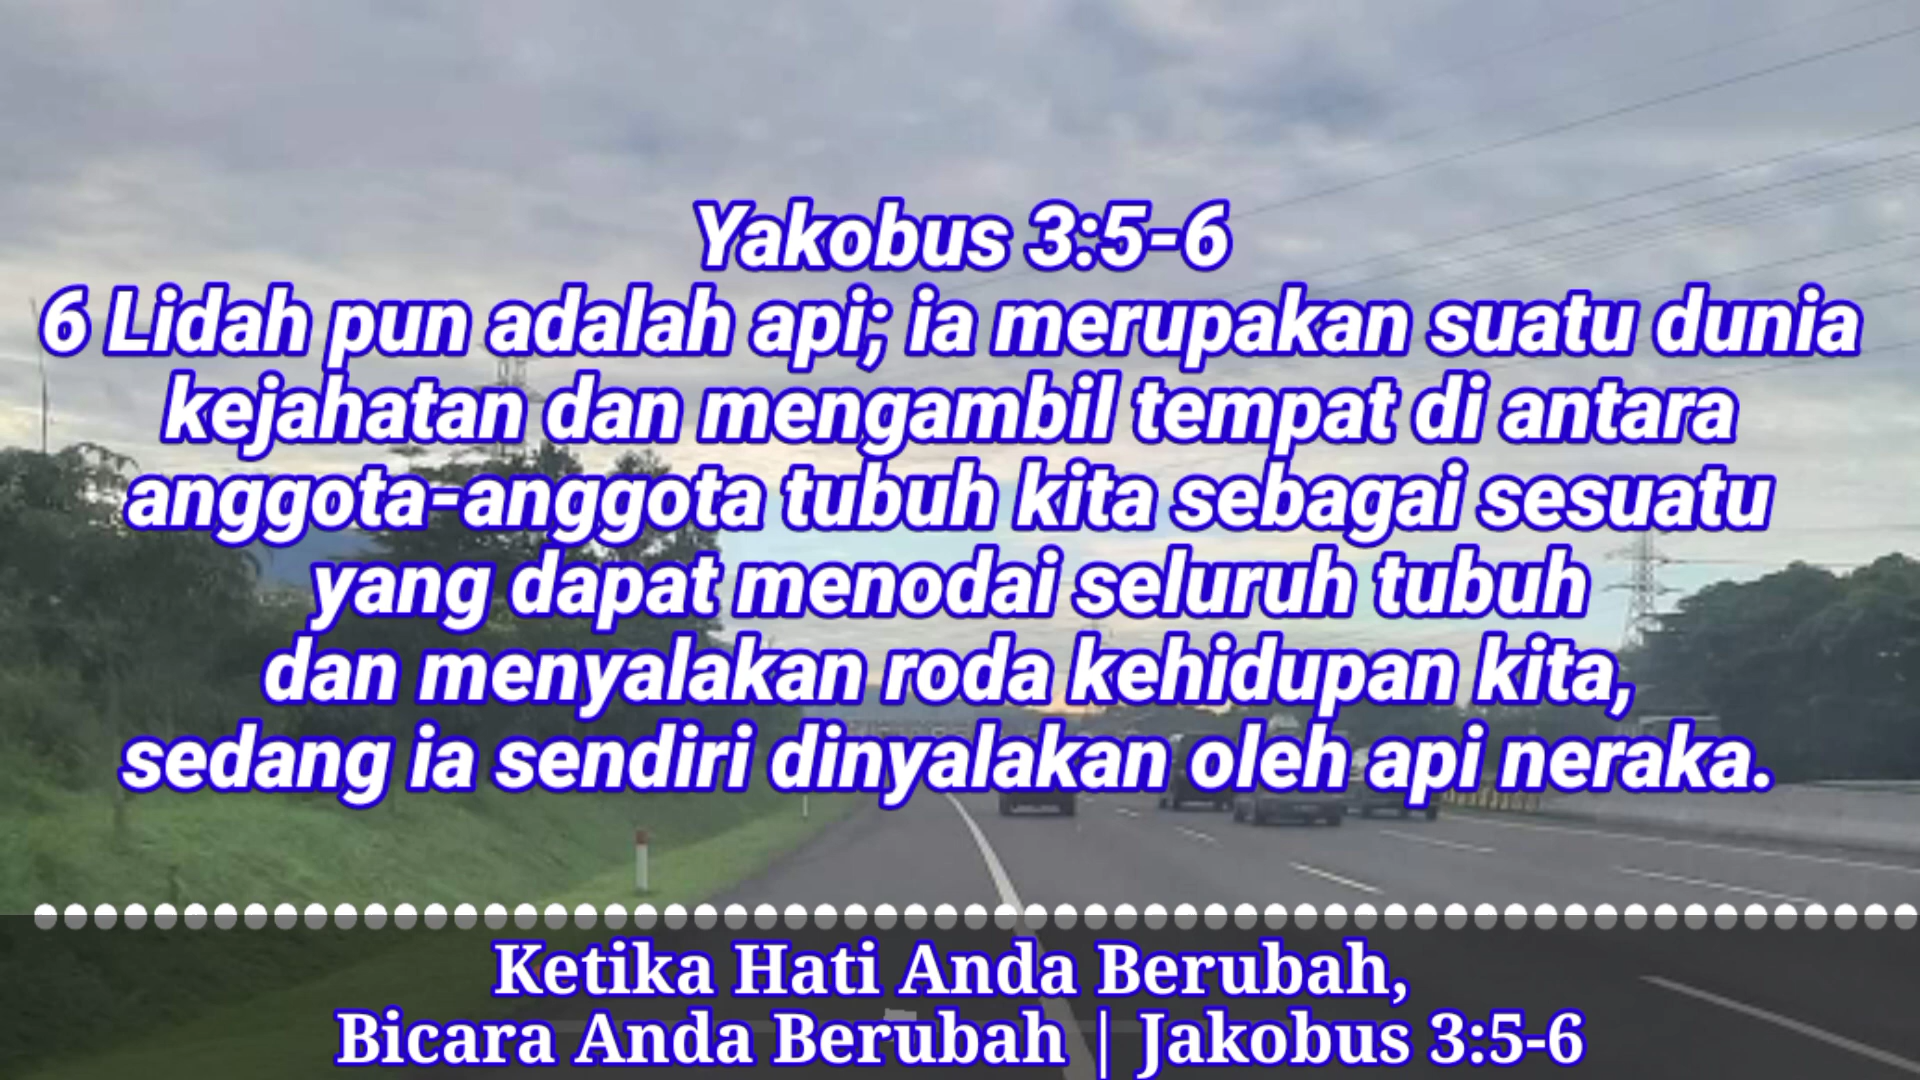 Yakobus 3:5-6
6 Lidah pun adalah api; ia merupakan suatu dunia
kejahatan dan mengambil tempat di antara
anggota-anggota tubuh kita sebagai sesuatu
yang dapat menodai seluruh tubuh
dan menyalakan roda kehidupan kita,
sedang ia sendiri dinyalakan oleh api neraka.
Ketika Hati Anda Berubah,
Bicara Anda Berubah | Jakobus 3:5-6